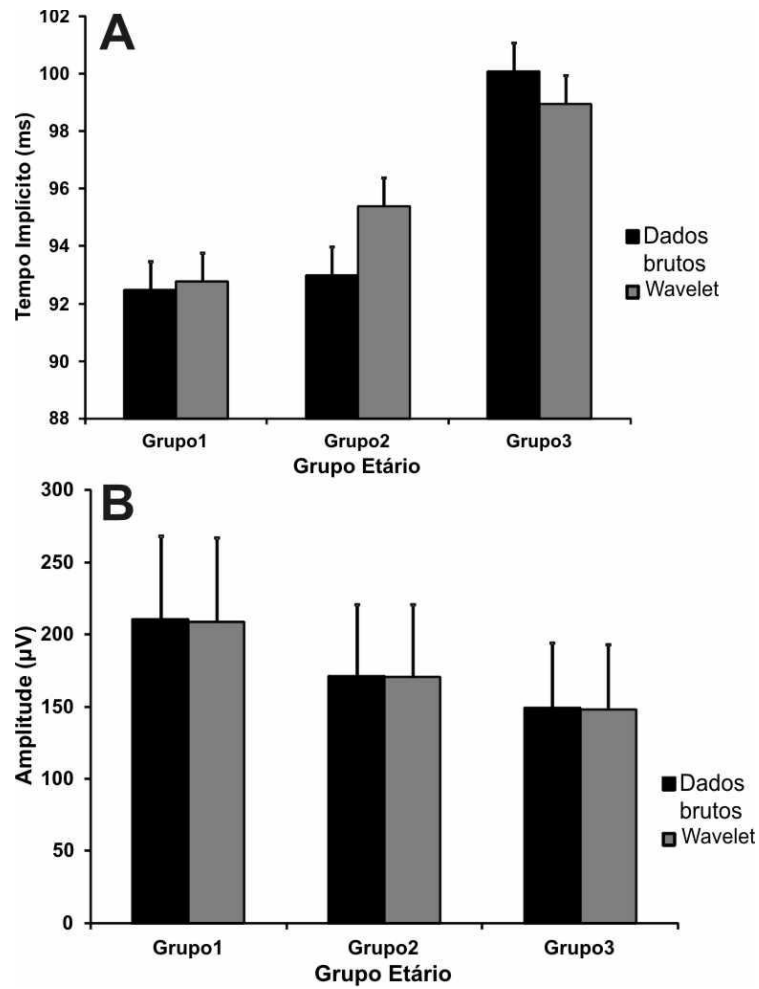 A
Tempo Implícito (ms)
102
100
98
96
94
92
90
88
Grupo1 Grupo2 Grupo3
Grupo Etário
Dados
brutos
Wavelet
B
Amplitude (µV)
300
250
200
150
100
50
0
Grupo1 Grupo2 Grupo3
Grupo Etário
Dados
brutos
Wavelet